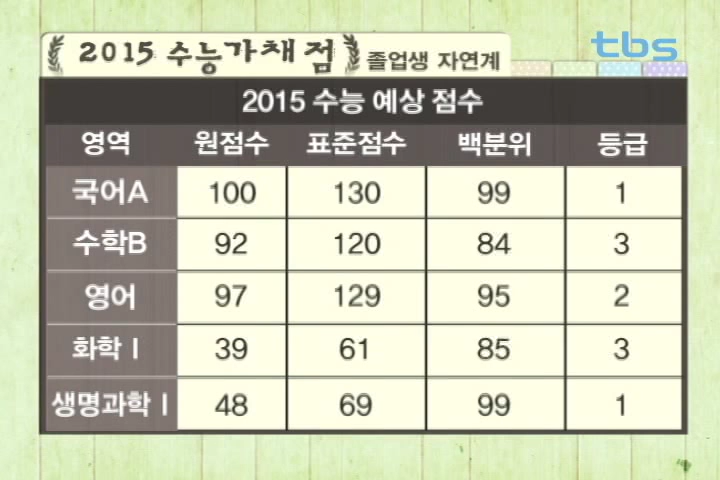 2015 수능가채점 졸업생 자연계
tbs
2015 수능 예상 점수
영역 원점수 표준점수 백분위 등급
국어A 100 130 99 1
수학B 92 120 84 3
영어 97 129 95 2
화학 I 39 61 85 3
생명과학 I 48 69 99 1